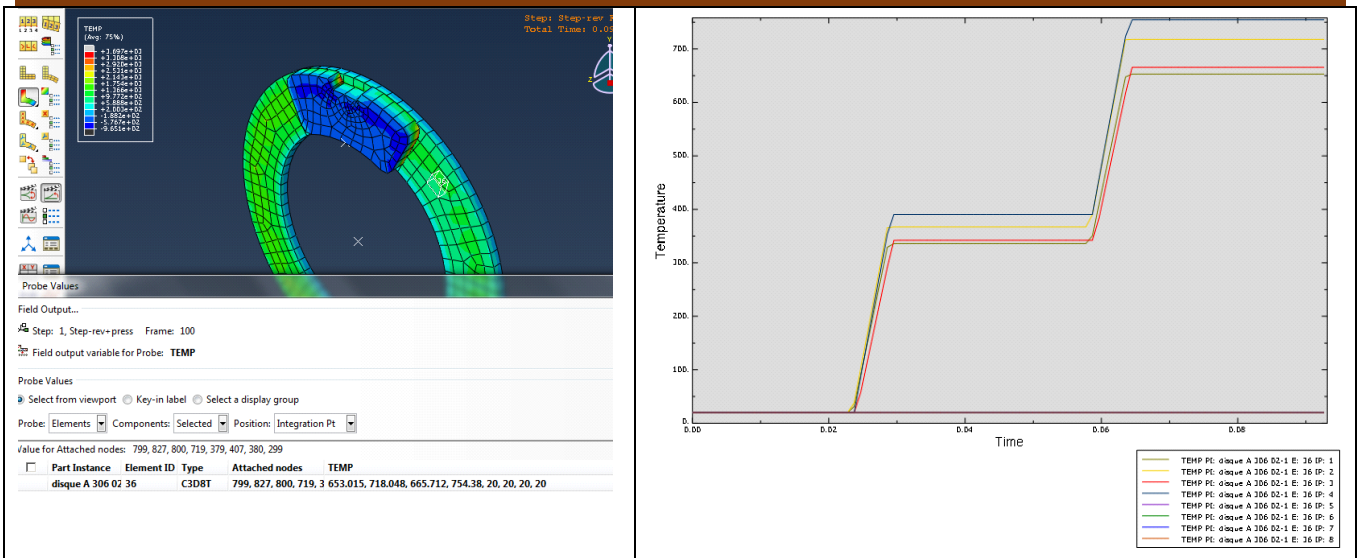 Step: Step-rev
Total Time: 0.09
TEMP
(Avg: 75%)
+3.697e+03
+3.308e+03
+2.920e+03
+2.531e+03
+2.143e+03
+1.754e+03
+1.366e+03
+9.772e+02
+5.888e+02
+2.003e+02
-1.882e+02
-5.767e+02
-9.651e+02
Y
Z
Probe Values
Field Output...
Step: 1, Step-rev+press Frame: 100
Field output variable for Probe: TEMP
Probe Values
Select from viewport Key-in label Select a display group
Probe: Elements Components: Selected Position: Integration Pt
Value for Attached nodes: 799, 827, 800, 719, 379, 407, 380, 299
Part Instance Element ID Type Attached nodes TEMP
disque A 306 02 36 C3D8T 799, 827, 800, 719, 3 653.015, 718.048, 665.712, 754.38, 20, 20, 20, 20
700.
600.
500.
400.
300.
200.
100.
0.
0.00 0.02 0.04 0.06 0.08
Temperature
Time
TEMP PI: disque A 306 02-1 E: 36 IP: 1
TEMP PI: disque A 306 02-1 E: 36 IP: 2
TEMP PI: disque A 306 02-1 E: 36 IP: 3
TEMP PI: disque A 306 02-1 E: 36 IP: 4
TEMP PI: disque A 306 02-1 E: 36 IP: 5
TEMP PI: disque A 306 02-1 E: 36 IP: 6
TEMP PI: disque A 306 02-1 E: 36 IP: 7
TEMP PI: disque A 306 02-1 E: 36 IP: 8